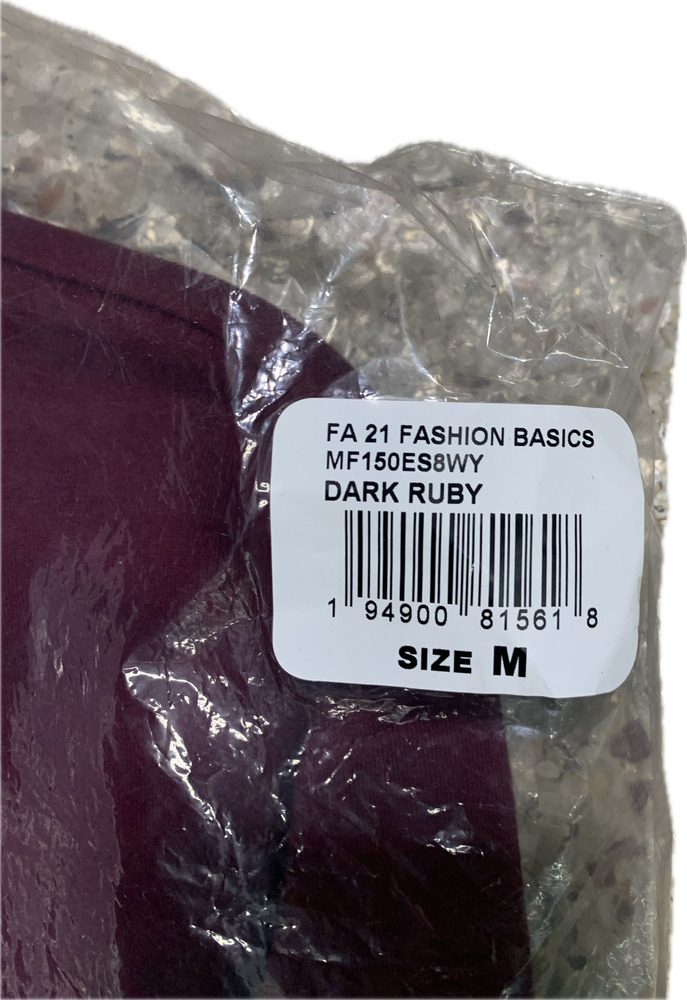 FA 21 FASHION BASICS
MF150ES8WY
DARK RUBY
1 94900 81561 8
SIZE M